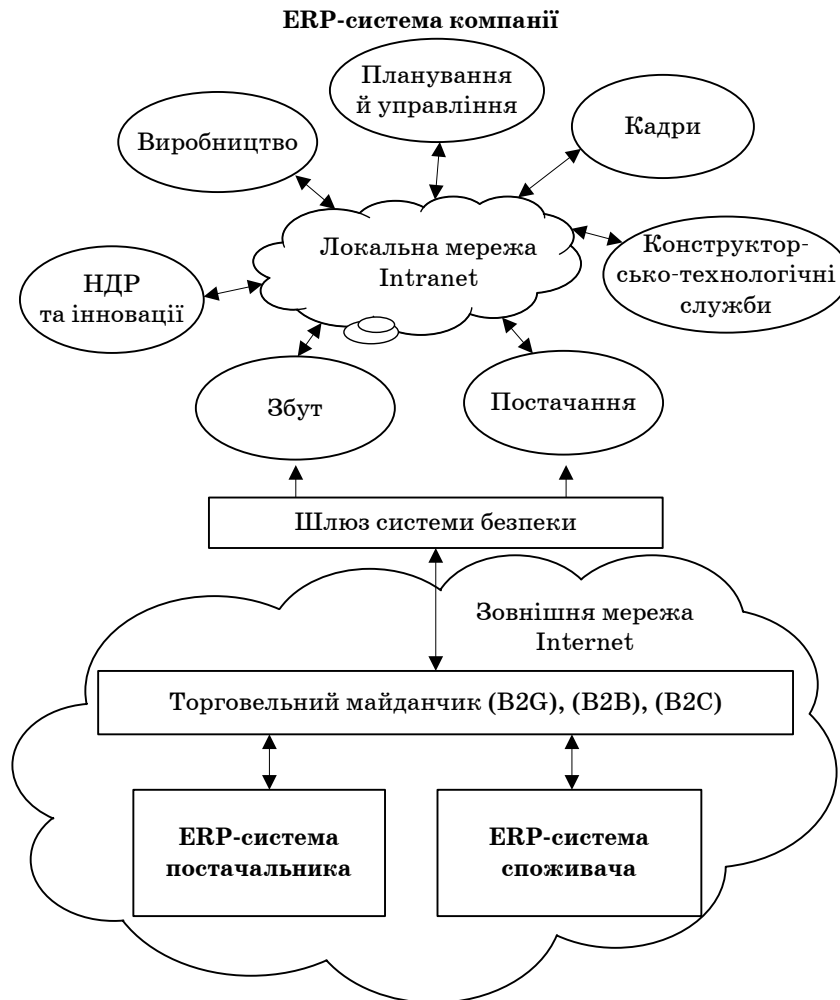 ERP-система компанії
Планування
й управління
Виробництво
Кадри
Локальна мережа
Intranet
Конструктор-
сько-технологічні
служби
НДР
та інновації
Збут
Постачання
Шлюз системи безпеки
Зовнішня мережа
Internet
Торговельний майданчик (B2G), (B2B), (B2C)
ERP-система
постачальника
ERP-система
споживача